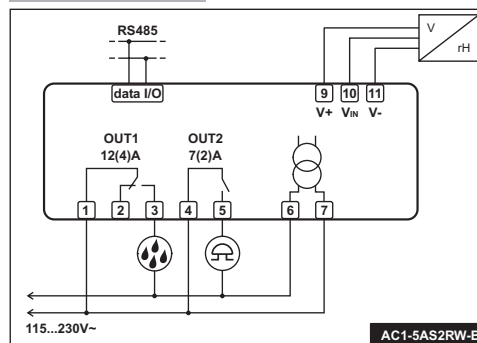 RS485
V
rH
data I/O
9 10 11
V+ VIN V-
OUT1 OUT2
12(4)A 7(2)A
1 2 3 4 5 6 7
115...230V~
AC1-5AS2RW-B